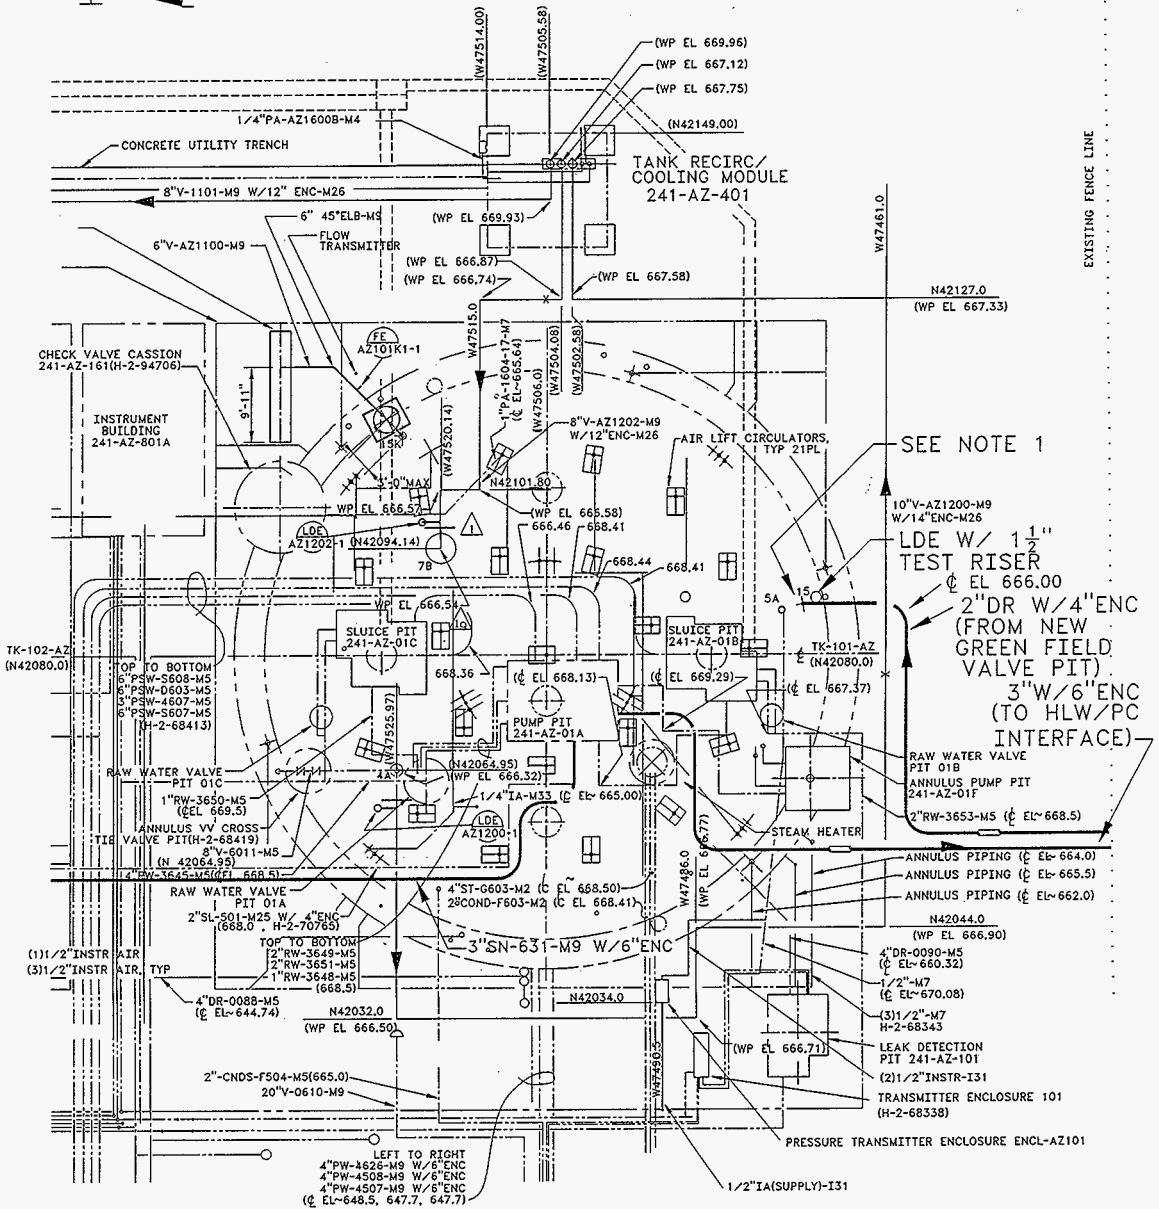 (W47514.00)
(W47505.58)
(WP EL 669.96)
(WP EL 667.12)
(WP EL 667.75)
1/4"PA-AZ1600B-M4
(N42149.00)
CONCRETE UTILITY TRENCH
TANK RECIRC/
COOLING MODULE
241-AZ-401
EXISTING FENCE LINE
8"V-1101-M9 W/12" ENC-M26
6" 45°ELB-M9
(WP EL 669.93)
W47461.0
FLOW
TRANSMITTER
6"V-AZ1100-M9
(WP EL 666.87)
(WP EL 666.74)
(WP EL 667.58)
N42127.0
(WP EL 667.33)
W47515.0
FE
AZ101K1-1
1"PA-1604-17-M7
(℄ EL~665.64)
(W47506.0)
(W47504.08)
(W47502.58)
CHECK VALVE CASSION
241-AZ-161(H-2-94706)
9'-11"
INSTRUMENT
BUILDING
241-AZ-801A
15K
(W47520.14)
8"V-AZ1202-M9
W/12"ENC-M26
AIR LIFT CIRCULATORS,
TYP 21PL
SEE NOTE 1
5'-0"MAX
N42101.80
WP EL 666.57
(WP EL 666.58)
10"V-AZ1200-M9
W/14"ENC-M26
LDE
AZ1202-1
(N42094.14)
1
666.46
668.41
LDE W/ 1 1/2"
TEST RISER
℄ EL 666.00
7B
668.44
668.41
2"DR W/4"ENC
(FROM NEW
GREEN FIELD
VALVE PIT)
WP EL 666.54
5A
15
SLUICE PIT
241-AZ-01C
SLUICE PIT
241-AZ-01B
TK-102-AZ
(N42080.0)
℄ TK-101-AZ
(N42080.0)
TOP TO BOTTOM
6"PSW-S608-M5
6"PSW-D603-M5
3"PSW-4607-M5
6"PSW-S607-M5
(H-2-68413)
668.36
(℄ EL 668.13)
(℄ EL 669.29)
(℄ EL 667.37)
3"W/6"ENC
(TO HLW/PC
INTERFACE)
(W47525.97)
PUMP PIT
241-AZ-01A
RAW WATER VALVE
PIT 01C
(N42064.95)
(WP EL 666.32)
4A
RAW WATER VALVE
PIT 01B
ANNULUS PUMP PIT
241-AZ-01F
1"RW-3650-M5
(℄EL 669.5)
1/4"IA-M33 (℄ EL~665.00)
2"RW-3653-M5 (℄ EL~668.5)
ANNULUS VV CROSS
TIE VALVE PIT(H-2-68419)
LDE
AZ1200-1
STEAM HEATER
8"V-6011-M5
(N 42064.95)
4"RW-3645-M5(℄EL 668.5)
ANNULUS PIPING (℄ EL~664.0)
ANNULUS PIPING (℄ EL~665.5)
ANNULUS PIPING (℄ EL~662.0)
W47486.0
(WP EL 666.77)
RAW WATER VALVE
PIT 01A
4"ST-G603-M2 (C EL~668.50)
2"COND-F603-M2 (C EL 668.41)
2"SL-501-M25 W/ 4"ENC
(668.0 , H-2-70765)
N42044.0
(WP EL 666.90)
3"SN-631-M9 W/6"ENC
TOP TO BOTTOM
2"RW-3649-M5
2"RW-3651-M5
1"RW-3648-M5
(668.5)
(1)1/2"INSTR AIR
(3)1/2"INSTR AIR, TYP
4"DR-0090-M5
(℄ EL~660.32)
1/2"-M7
(℄ EL~670.08)
4"DR-0088-M5
(℄ EL~644.74)
N42034.0
N42032.0
(WP EL 666.50)
(3)1/2"-M7
H-2-68343
(WP EL 666.71)
LEAK DETECTION
PIT 241-AZ-101
W47490.5
(2)1/2"INSTR-I31
2"-CNDS-F504-M5(665.0)
20"V-0610-M9
TRANSMITTER ENCLOSURE 101
(H-2-68338)
PRESSURE TRANSMITTER ENCLOSURE ENCL-AZ101
LEFT TO RIGHT
4"PW-4626-M9 W/6"ENC
4"PW-4508-M9 W/6"ENC
4"PW-4507-M9 W/6"ENC
(℄ EL~648.5, 647.7, 647.7)
1/2"IA(SUPPLY)-I31